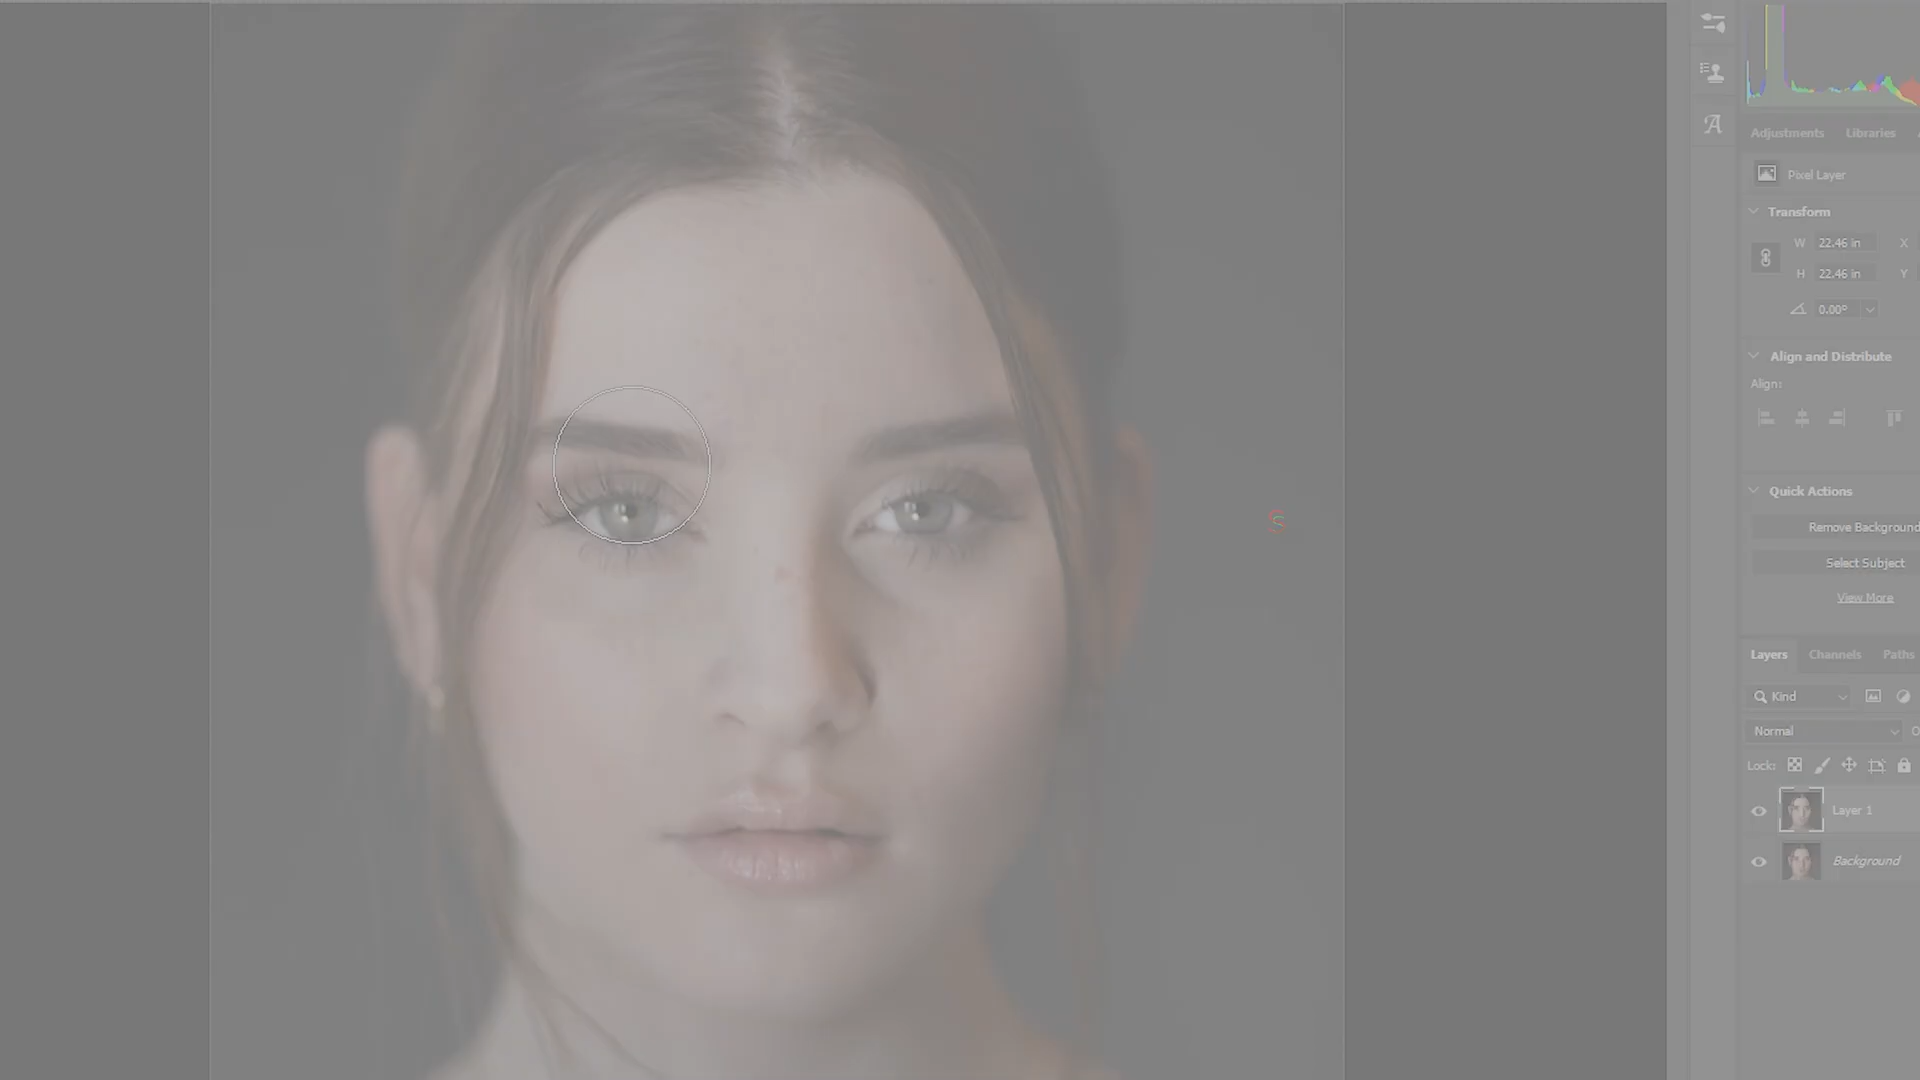 Adjustments Libraries
Pixel Layer
Transform
W 22.46 in X
H 22.46 in Y
0.00°
Align and Distribute
Align:
Quick Actions
Remove Background
Select Subject
View More
Layers Channels Paths
Kind
Normal
Lock:
Layer 1
Background